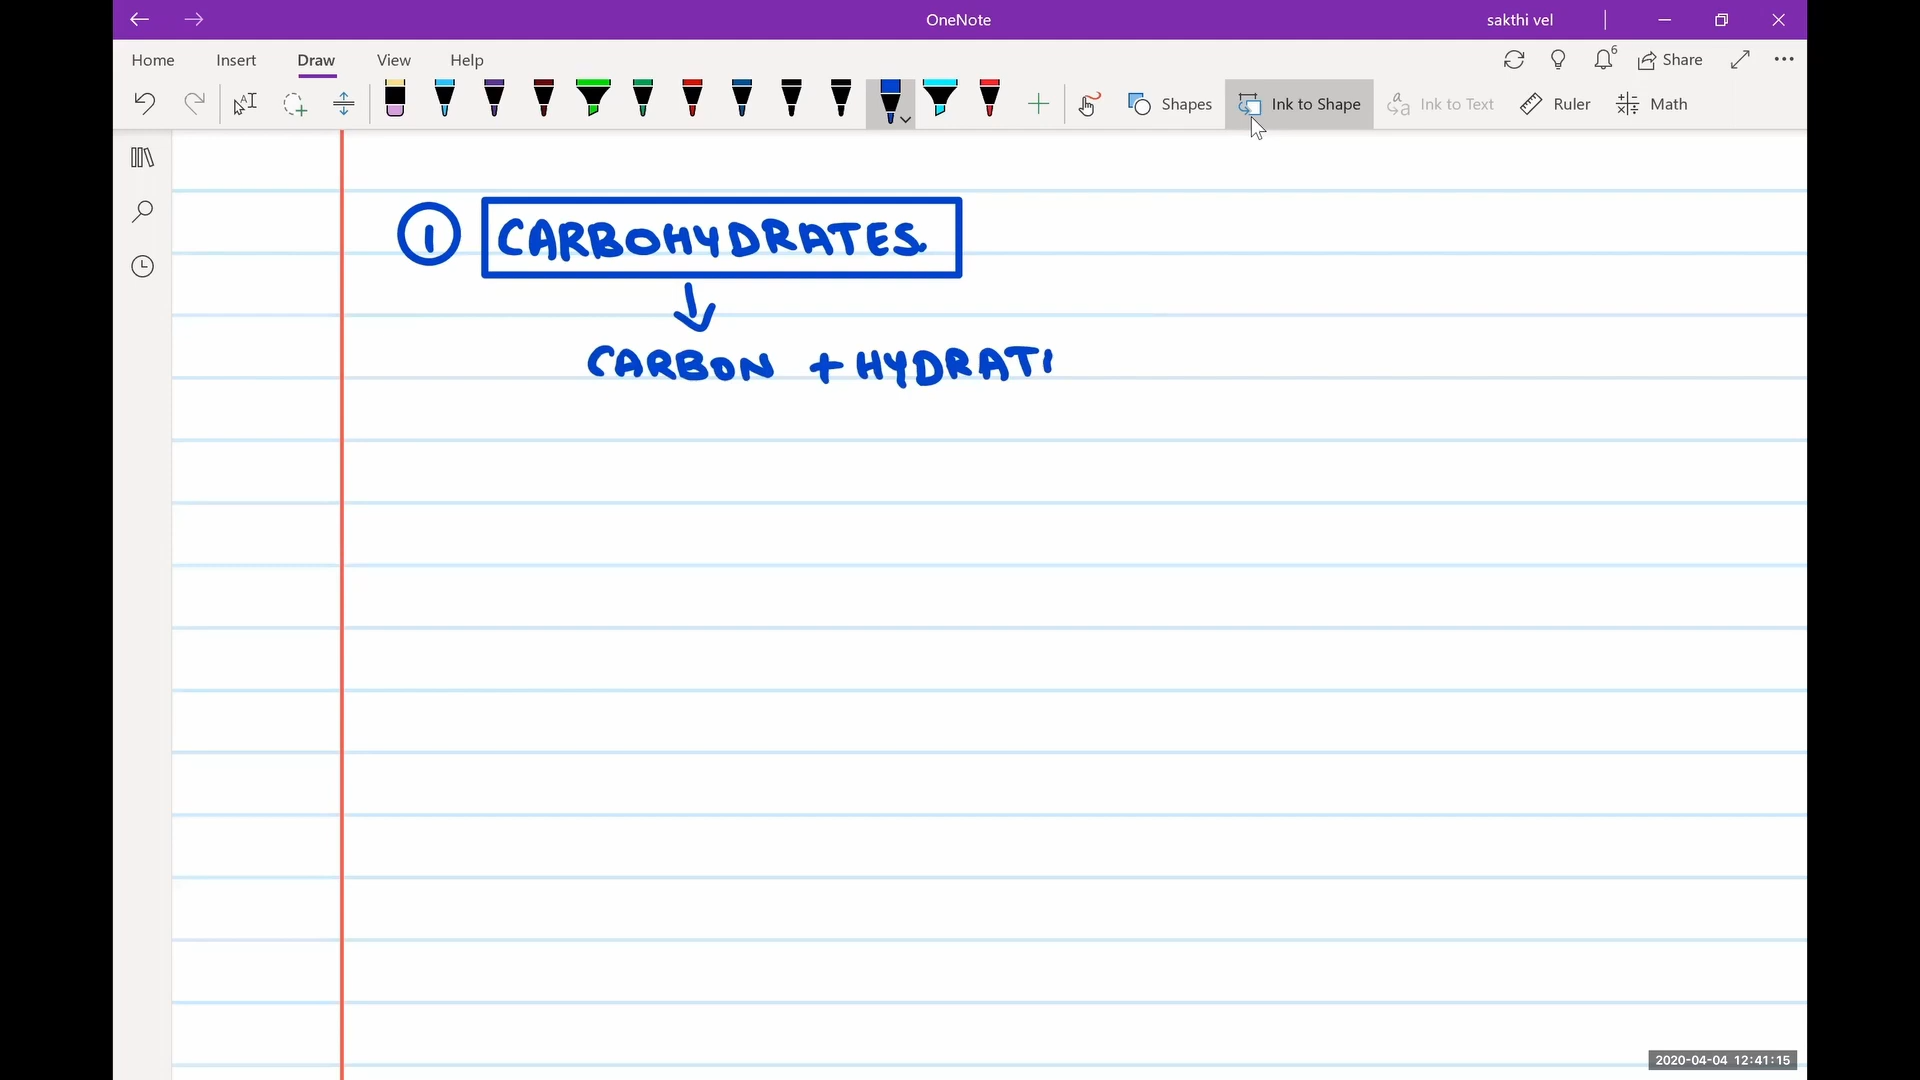 OneNote
sakthi vel
Home Insert Draw View Help
6 Share
Shapes Ink to Shape Ink to Text Ruler Math
1 CARBOHYDRATES.
CARBON + HYDRATI
2020-04-04 12:41:15